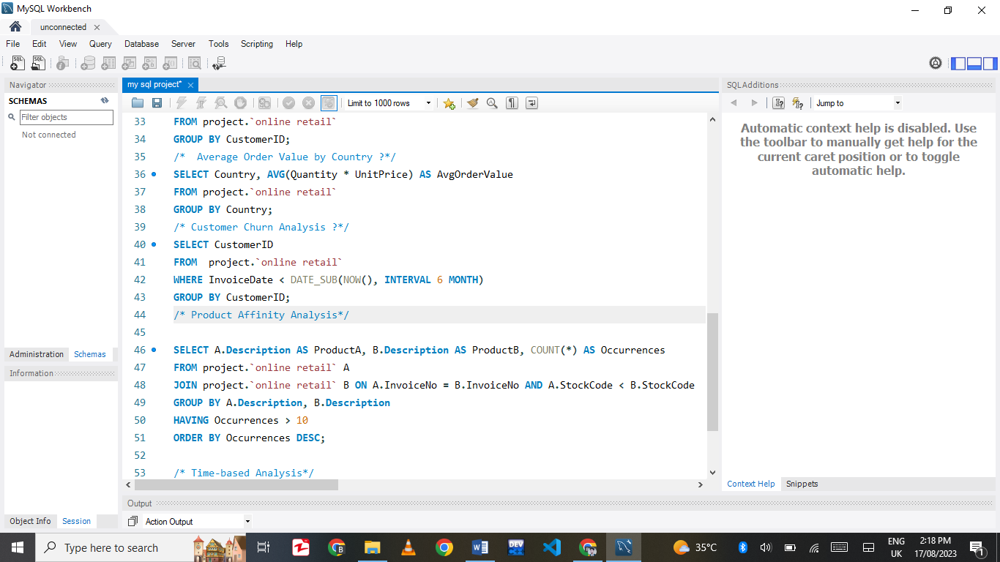 MySQL Workbench
unconnected
File Edit View Query Database Server Tools Scripting Help
Navigator
SCHEMAS
Filter objects
Not connected
Administration Schemas
Information
Object Info Session
my sql project*
Limit to 1000 rows
33 FROM project.`online retail`
34 GROUP BY CustomerID;
35 /*  Average Order Value by Country ?*/
36 SELECT Country, AVG(Quantity * UnitPrice) AS AvgOrderValue
37 FROM project.`online retail`
38 GROUP BY Country;
39 /* Customer Churn Analysis ?*/
40 SELECT CustomerID
41 FROM  project.`online retail`
42 WHERE InvoiceDate < DATE_SUB(NOW(), INTERVAL 6 MONTH)
43 GROUP BY CustomerID;
44 /* Product Affinity Analysis*/
45
46 SELECT A.Description AS ProductA, B.Description AS ProductB, COUNT(*) AS Occurrences
47 FROM project.`online retail` A
48 JOIN project.`online retail` B ON A.InvoiceNo = B.InvoiceNo AND A.StockCode < B.StockCode
49 GROUP BY A.Description, B.Description
50 HAVING Occurrences > 10
51 ORDER BY Occurrences DESC;
52
53 /* Time-based Analysis*/
Output
Action Output
SQLAdditions
Jump to
Automatic context help is disabled. Use
the toolbar to manually get help for the
current caret position or to toggle
automatic help.
Context Help Snippets
Type here to search
DEV
35°C
ENG
UK
2:18 PM
17/08/2023
1